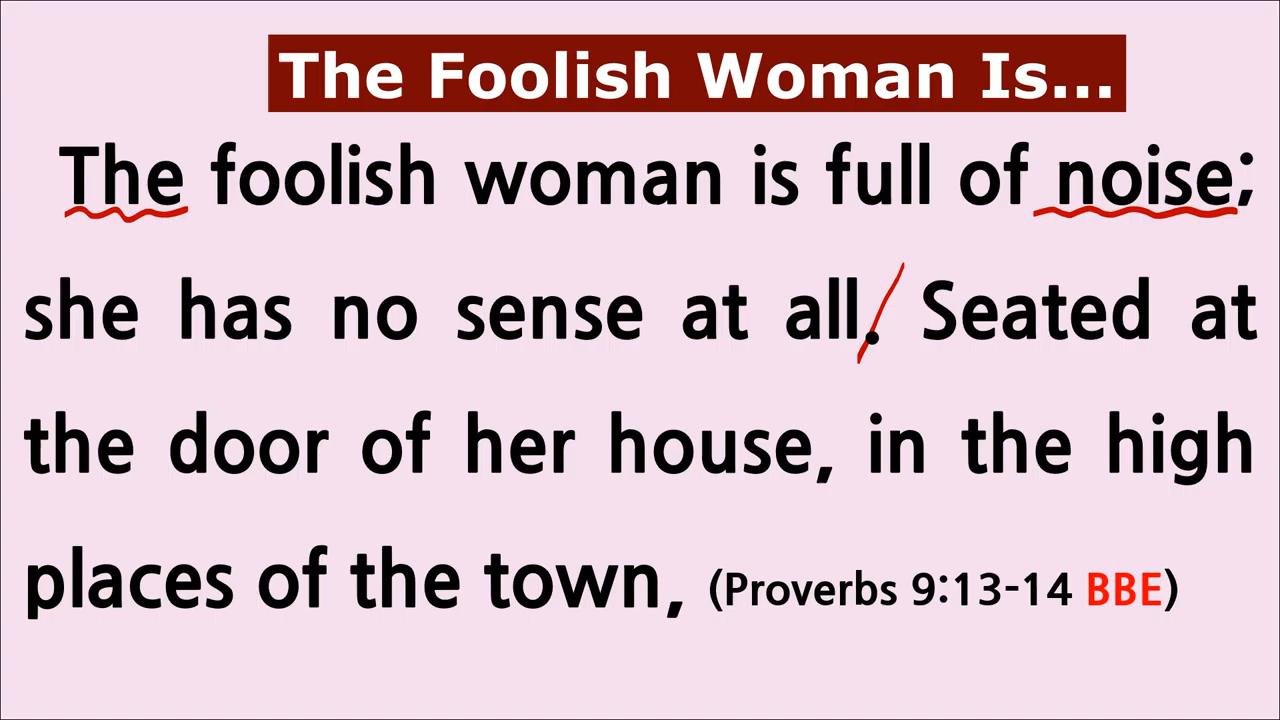 The Foolish Woman Is...
The foolish woman is full of noise;
she has no sense at all. Seated at
the door of her house, in the high
places of the town, (Proverbs 9:13-14 BBE)